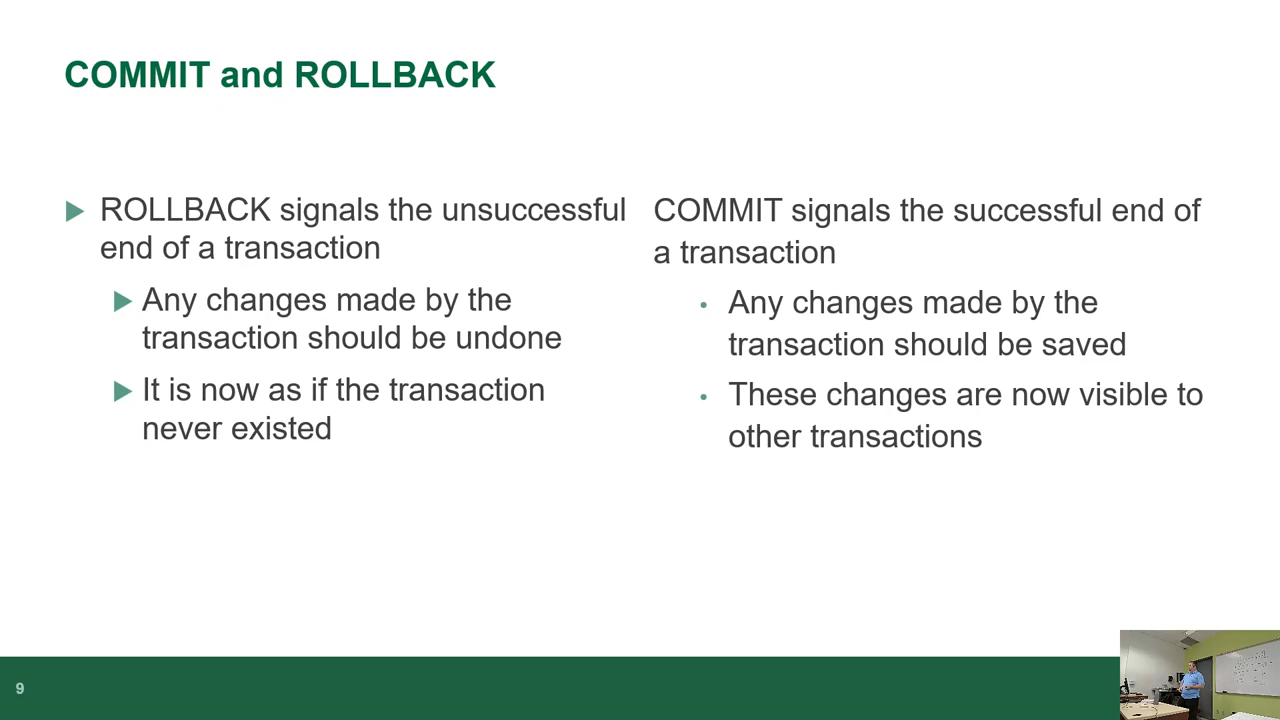 COMMIT and ROLLBACK
ROLLBACK signals the unsuccessful
end of a transaction
Any changes made by the
transaction should be undone
It is now as if the transaction
never existed
COMMIT signals the successful end of
a transaction
Any changes made by the
transaction should be saved
These changes are now visible to
other transactions
9